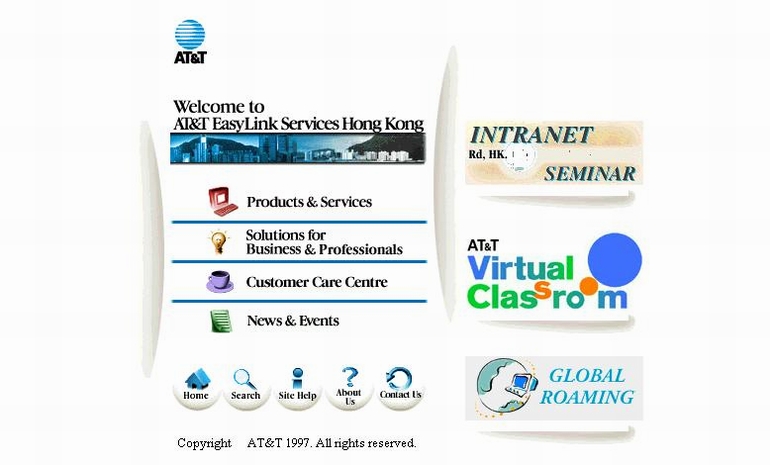 AT&T
Welcome to
AT&T EasyLink Services Hong Kong
Products & Services
Solutions for
Business & Professionals
Customer Care Centre
News & Events
Home
Search
Site Help
About
Us
Contact Us
Copyright AT&T 1997. All rights reserved.
INTRANET
Rd, HK,
SEMINAR
AT&T
Virtual
Classroom
GLOBAL
ROAMING